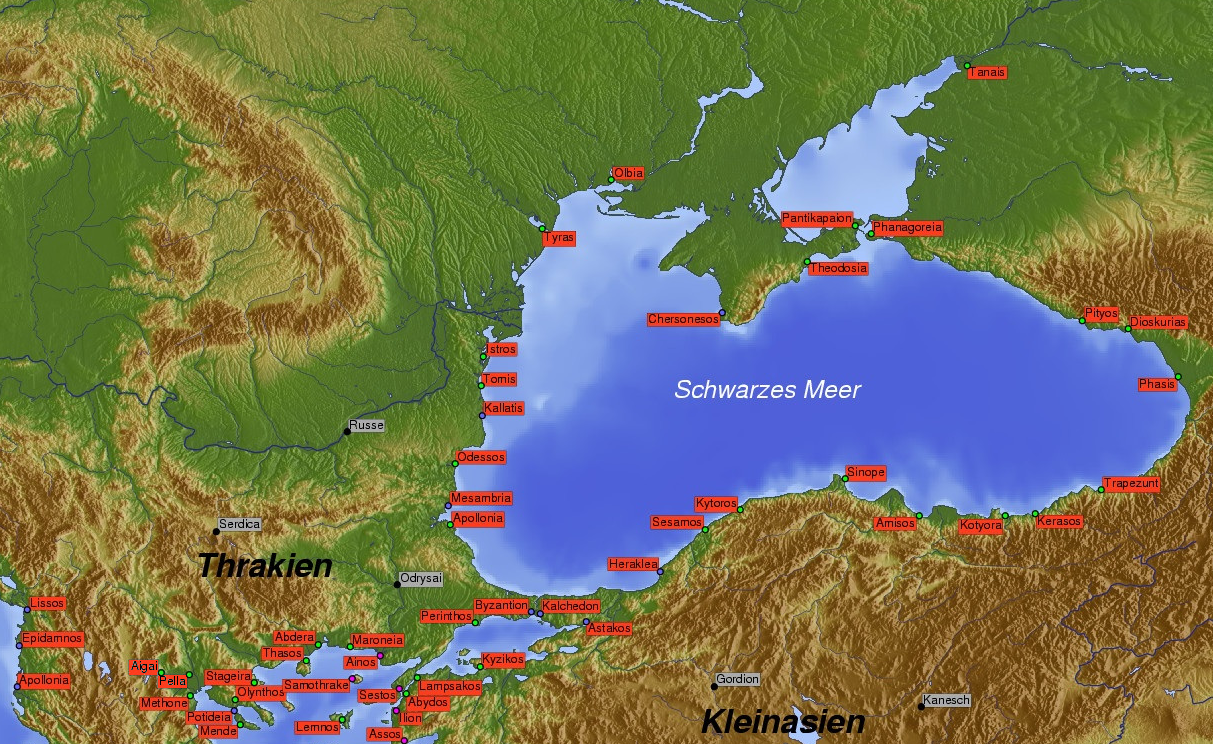 Tanais
Olbia
Pantikapaion
Phanagoreia
Tyras
Theodosia
Chersonesos
Pityos
Dioskurias
Istros
Tomis
Phasis
Schwarzes Meer
Kallatis
Russe
Odessos
Sinope
Trapezunt
Mesambria
Kytoros
Apollonia
Sesamos
Amisos
Kotyora
Kerasos
Serdica
Thrakien
Heraklea
Odrysai
Lissos
Byzantion
Kalchedon
Perinthos
Astakos
Epidamnos
Abdera
Maroneia
Thasos
Ainos
Kyzikos
Aigai
Pella
Stageira
Samothrake
Lampsakos
Apollonia
Gordion
Olynthos
Sestos
Methone
Abydos
Kanesch
Potideia
Ilion
Kleinasien
Mende
Lemnos
Assos